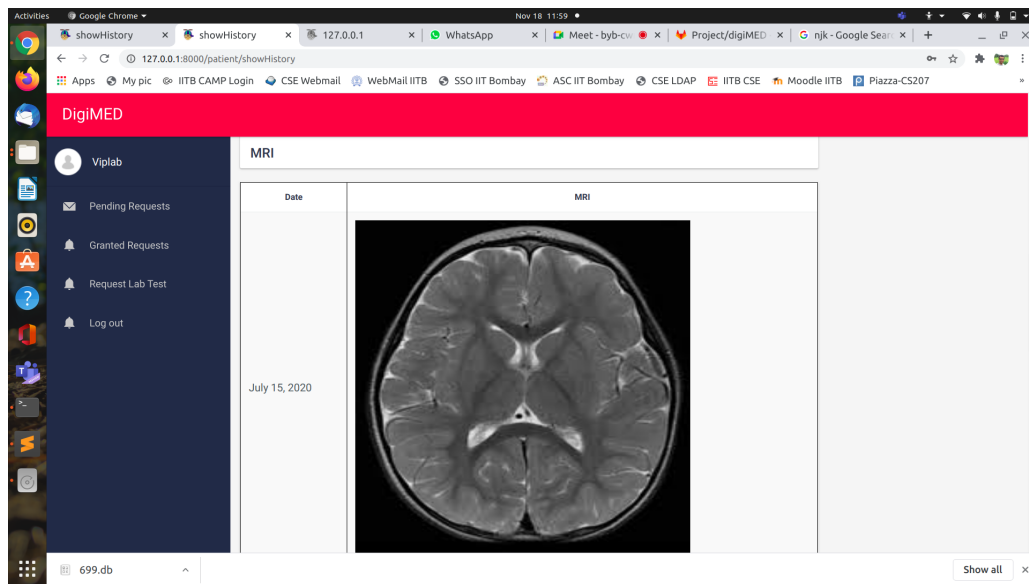 Activities Google Chrome Nov 18 11:59
showHistory showHistory 127.0.0.1 WhatsApp Meet - byb-cw Project/digiMED njk - Google Sear
127.0.0.1:8000/patient/showHistory
Apps My pic IITB CAMP Login CSE Webmail WebMail IITB SSO IIT Bombay ASC IIT Bombay CSE LDAP IITB CSE Moodle IITB Piazza-CS207 »
DigiMED
Viplab
Pending Requests
Granted Requests
Request Lab Test
Log out
MRI
Date MRI
July 15, 2020
699.db
Show all